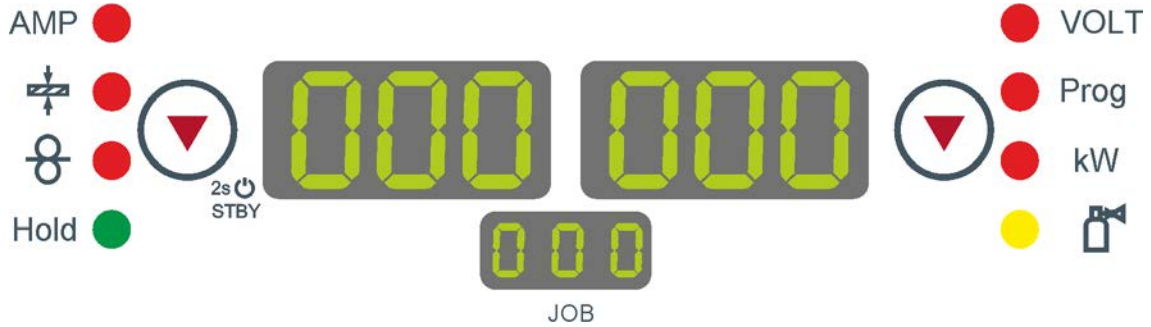 AMP
VOLT
000
000
Prog
kW
2s
STBY
Hold
000
JOB